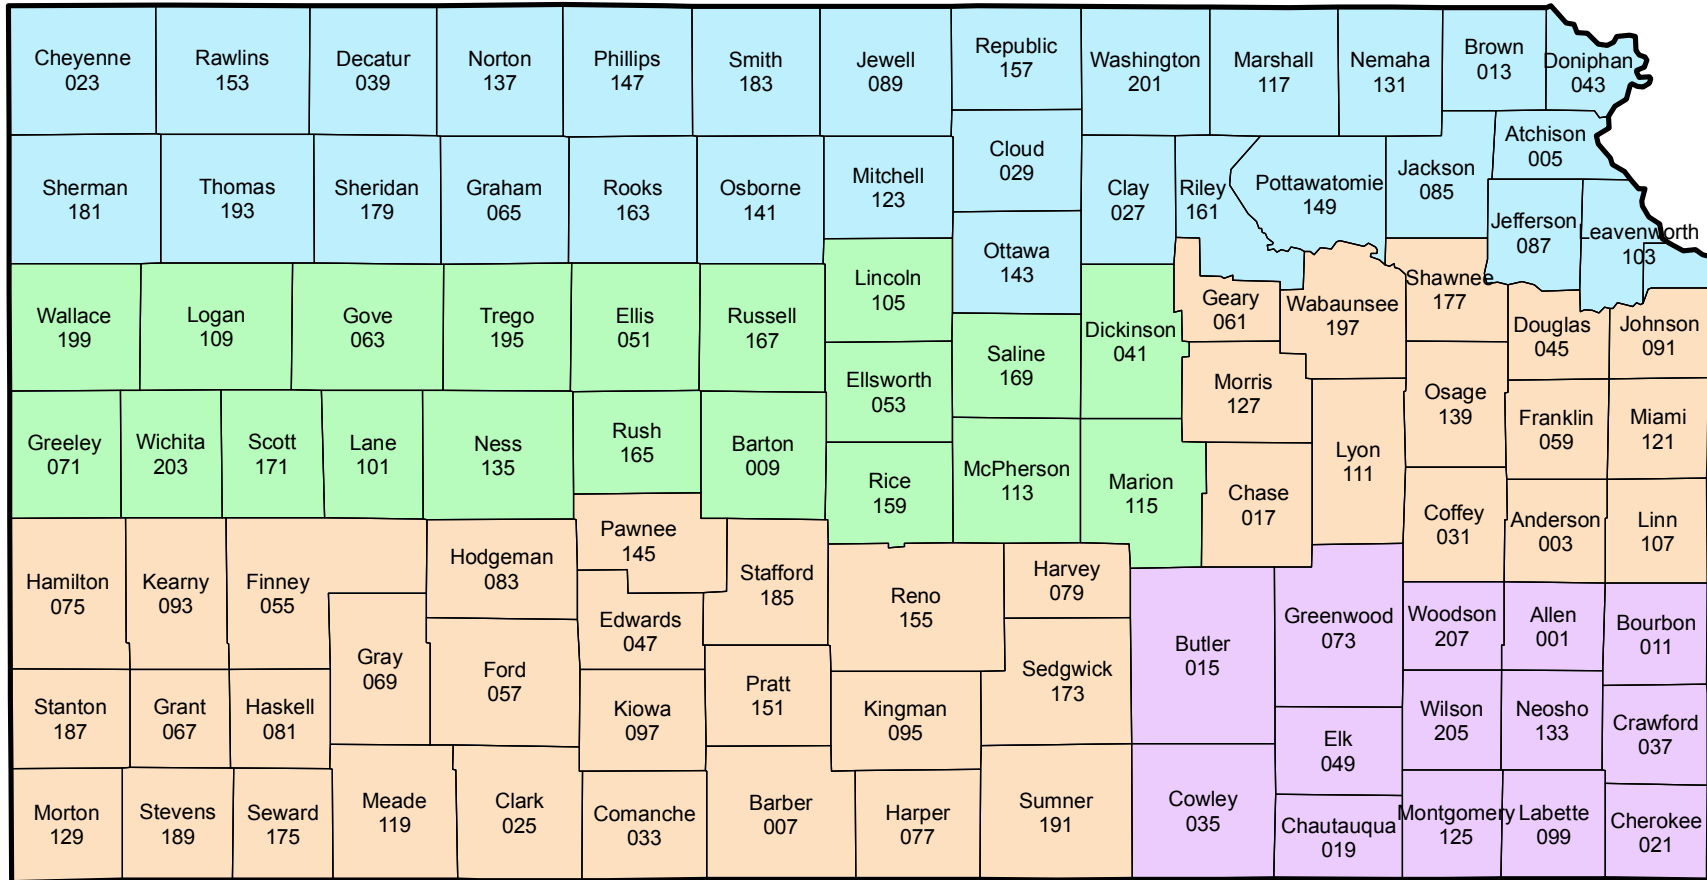 Cheyenne
023
Rawlins
153
Decatur
039
Norton
137
Phillips
147
Smith
183
Jewell
089
Republic
157
Washington
201
Marshall
117
Nemaha
131
Brown
013
Doniphan
043
Sherman
181
Thomas
193
Sheridan
179
Graham
065
Rooks
163
Osborne
141
Mitchell
123
Cloud
029
Clay
027
Riley
161
Pottawatomie
149
Jackson
085
Atchison
005
Jefferson
087
Leavenworth
103
Ottawa
143
Wallace
199
Logan
109
Gove
063
Trego
195
Ellis
051
Russell
167
Lincoln
105
Saline
169
Dickinson
041
Geary
061
Wabaunsee
197
Shawnee
177
Douglas
045
Johnson
091
Ellsworth
053
Morris
127
Osage
139
Franklin
059
Miami
121
Greeley
071
Wichita
203
Scott
171
Lane
101
Ness
135
Rush
165
Barton
009
Rice
159
McPherson
113
Marion
115
Chase
017
Lyon
111
Coffey
031
Anderson
003
Linn
107
Hamilton
075
Kearny
093
Finney
055
Hodgeman
083
Pawnee
145
Stafford
185
Edwards
047
Reno
155
Harvey
079
Butler
015
Greenwood
073
Woodson
207
Allen
001
Bourbon
011
Gray
069
Ford
057
Sedgwick
173
Stanton
187
Grant
067
Haskell
081
Kiowa
097
Pratt
151
Kingman
095
Elk
049
Wilson
205
Neosho
133
Crawford
037
Morton
129
Stevens
189
Seward
175
Meade
119
Clark
025
Comanche
033
Barber
007
Harper
077
Sumner
191
Cowley
035
Chautauqua
019
Montgomery
125
Labette
099
Cherokee
021